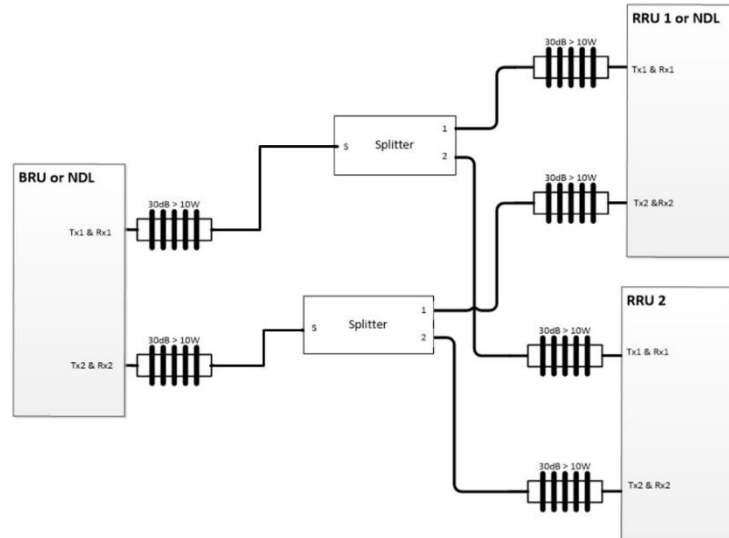 RRU 1 or NDL
30dB > 10W
Tx1 & Rx1
1
S
Splitter
2
BRU or NDL
30dB > 10W
Tx2 &Rx2
30dB > 10W
Tx1 & Rx1
RRU 2
1
S
Splitter
2
30dB > 10W
Tx1 & Rx1
30dB > 10W
Tx2 & Rx2
30dB > 10W
Tx2 & Rx2